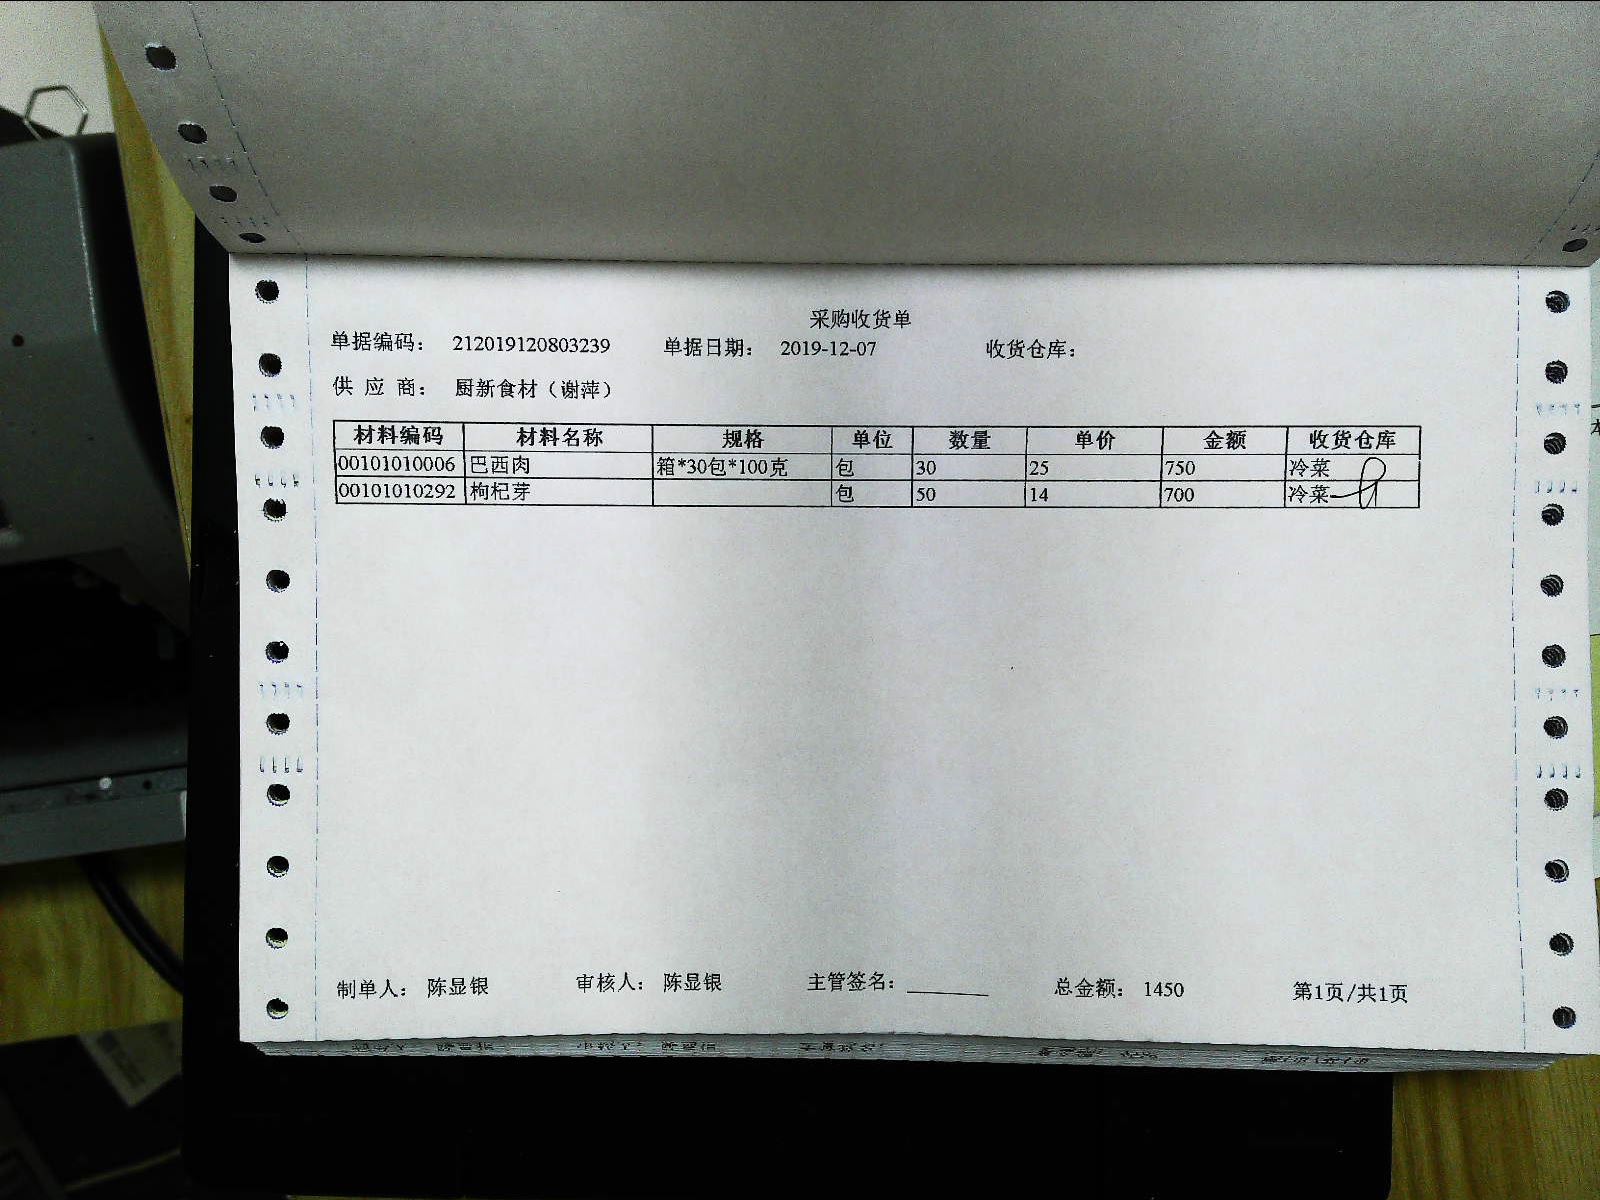 采购收货单
单据编码： 212019120803239 单据日期： 2019-12-07 收货仓库：
供 应 商： 厨新食材（谢萍）
材料编码 材料名称 规格 单位 数量 单价 金额 收货仓库
00101010006 巴西肉 箱*30包*100克 包 30 25 750 冷菜
00101010292 枸杞芽 包 50 14 700 冷菜
制单人： 陈显银 审核人： 陈显银 主管签名： 总金额： 1450 第1页/共1页